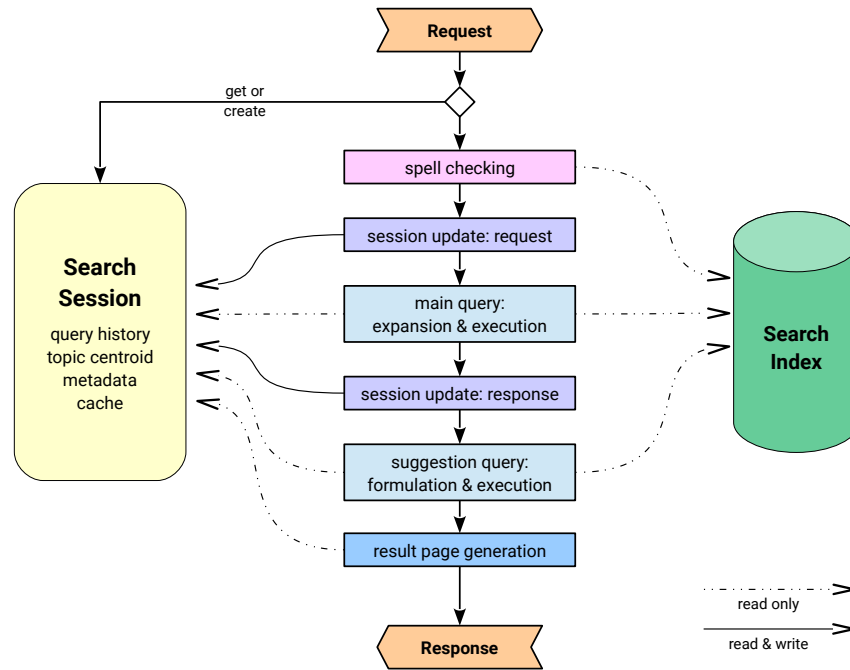 Request
get or
create
spell checking
session update: request
Search
Session
query history
topic centroid
metadata
cache
main query:
expansion & execution
Search
Index
session update: response
suggestion query:
formulation & execution
result page generation
read only
read & write
Response